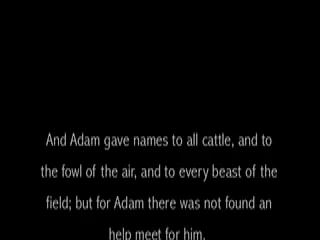 And Adam gave names to all cattle, and to
the fowl of the air, and to every beast of the
field; but for Adam there was not found an
help meet for him.